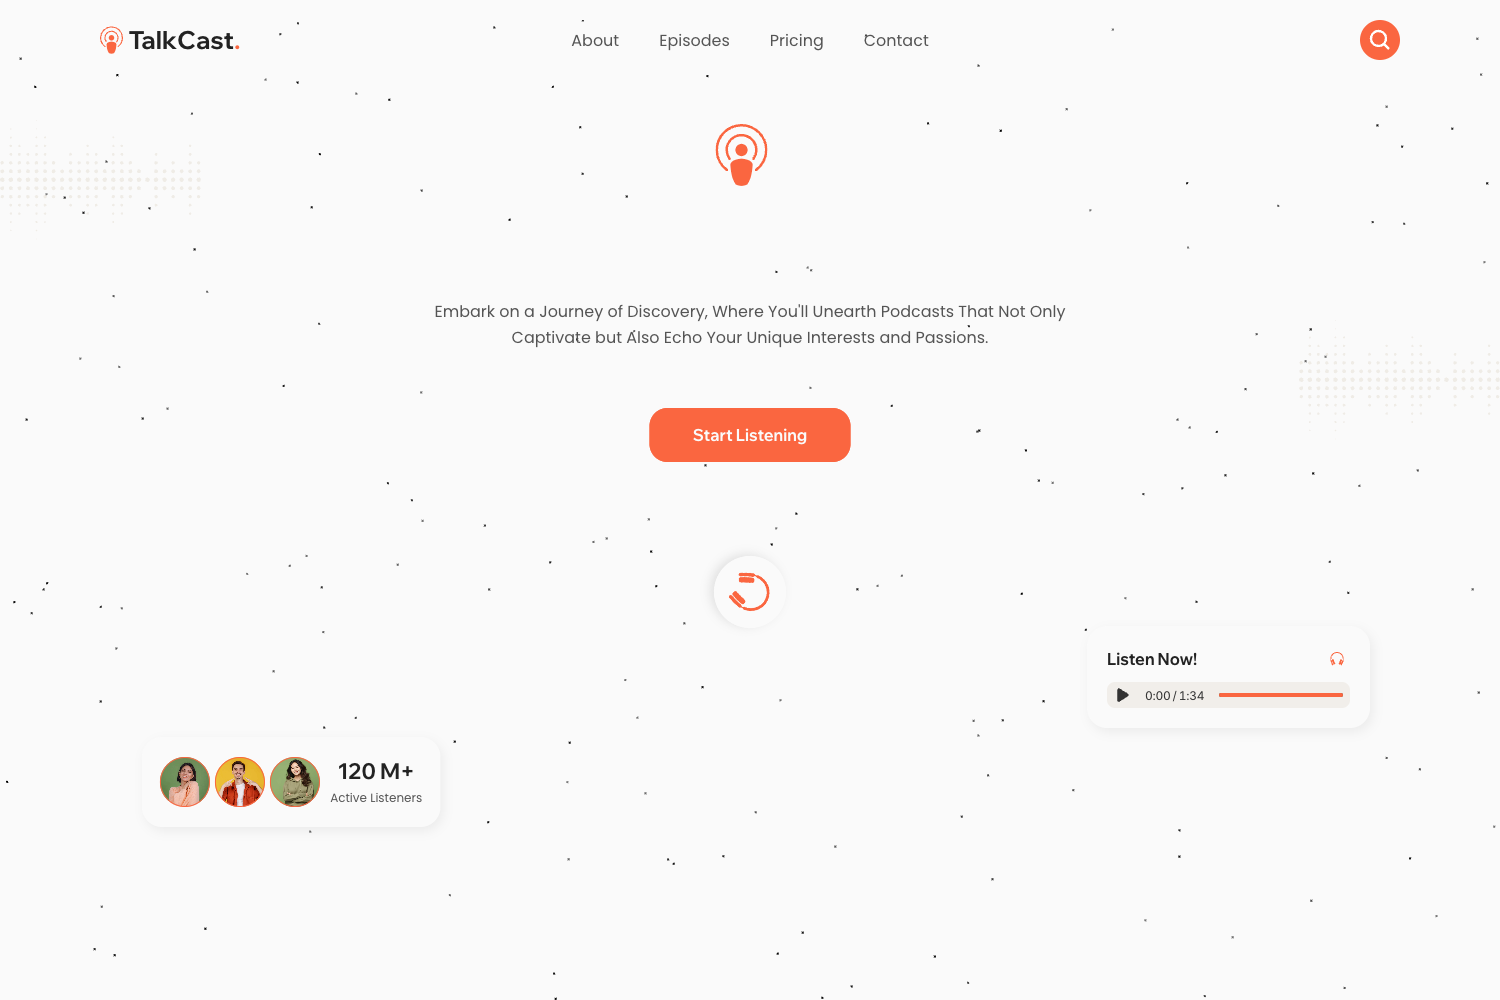 TalkCast.
About
Episodes
Pricing
Contact
Embark on a Journey of Discovery, Where You'll Unearth Podcasts That Not Only
Captivate but Also Echo Your Unique Interests and Passions.
Start Listening
Listen Now!
0:00 / 1:34
120 M+
Active Listeners